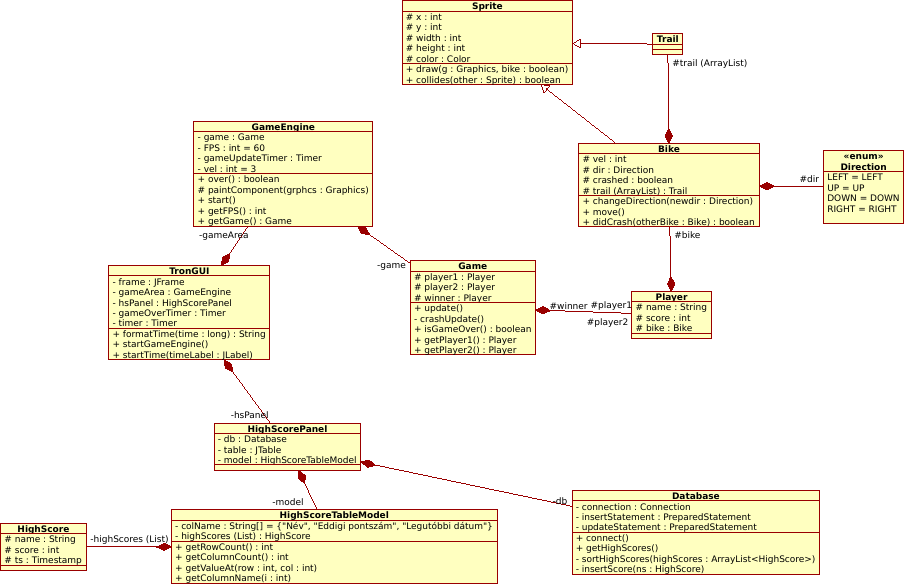 Sprite
# x : int
# y : int
# width : int
# height : int
# color : Color
+ draw(g : Graphics, bike : boolean)
+ collides(other : Sprite) : boolean
Trail
#trail (ArrayList)
GameEngine
- game : Game
- FPS : int = 60
- gameUpdateTimer : Timer
- vel : int = 3
+ over() : boolean
# paintComponent(grphcs : Graphics)
+ start()
+ getFPS() : int
+ getGame() : Game
Bike
# vel : int
# dir : Direction
# crashed : boolean
# trail (ArrayList) : Trail
+ changeDirection(newdir : Direction)
+ move()
+ didCrash(otherBike : Bike) : boolean
#dir
«enum»
Direction
LEFT = LEFT
UP = UP
DOWN = DOWN
RIGHT = RIGHT
-gameArea
#bike
-game
TronGUI
- frame : JFrame
- gameArea : GameEngine
- hsPanel : HighScorePanel
- gameOverTimer : Timer
- timer : Timer
+ formatTime(time : long) : String
+ startGameEngine()
+ startTime(timeLabel : JLabel)
Game
# player1 : Player
# player2 : Player
# winner : Player
+ update()
- crashUpdate()
+ isGameOver() : boolean
+ getPlayer1() : Player
+ getPlayer2() : Player
#winner
#player1
#player2
Player
# name : String
# score : int
# bike : Bike
-hsPanel
HighScorePanel
- db : Database
- table : JTable
- model : HighScoreTableModel
-model
-db
HighScoreTableModel
- colName : String[] = {"Név", "Eddigi pontszám", "Legutóbbi dátum"}
- highScores (List) : HighScore
+ getRowCount() : int
+ getColumnCount() : int
+ getValueAt(row : int, col : int)
+ getColumnName(i : int)
Database
- connection : Connection
- insertStatement : PreparedStatement
- updateStatement : PreparedStatement
+ connect()
+ getHighScores()
- sortHighScores(highScores : ArrayList<HighScore>)
- insertScore(ns : HighScore)
HighScore
# name : String
# score : int
# ts : Timestamp
-highScores (List)